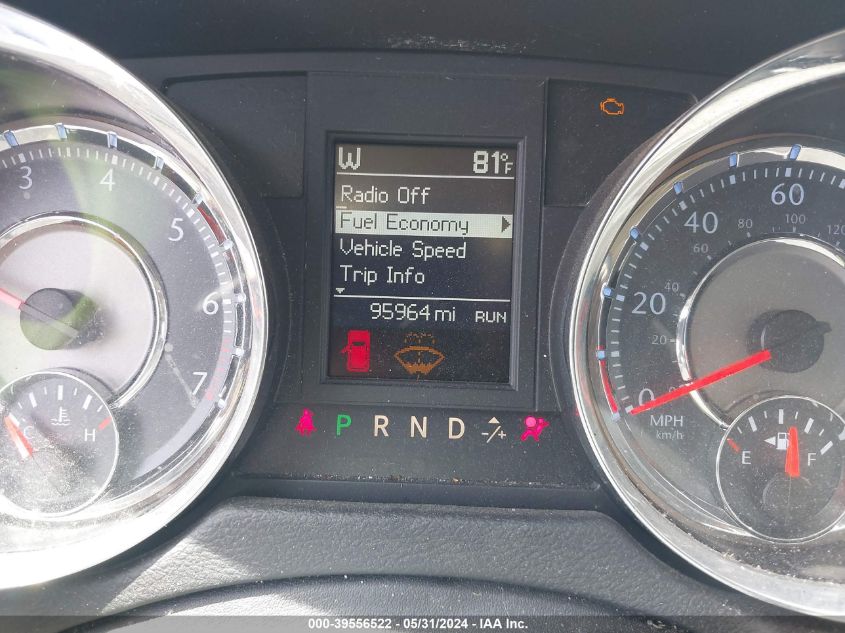 W 81°F
Radio Off
Fuel Economy
Vehicle Speed
Trip Info
95964 mi RUN
P R N D -/+
3 4 5 6 7
C H
0 20 40 60
20 40 60 80 100 120
MPH
km/h
E F
000-39556522 - 05/31/2024 - IAA Inc.